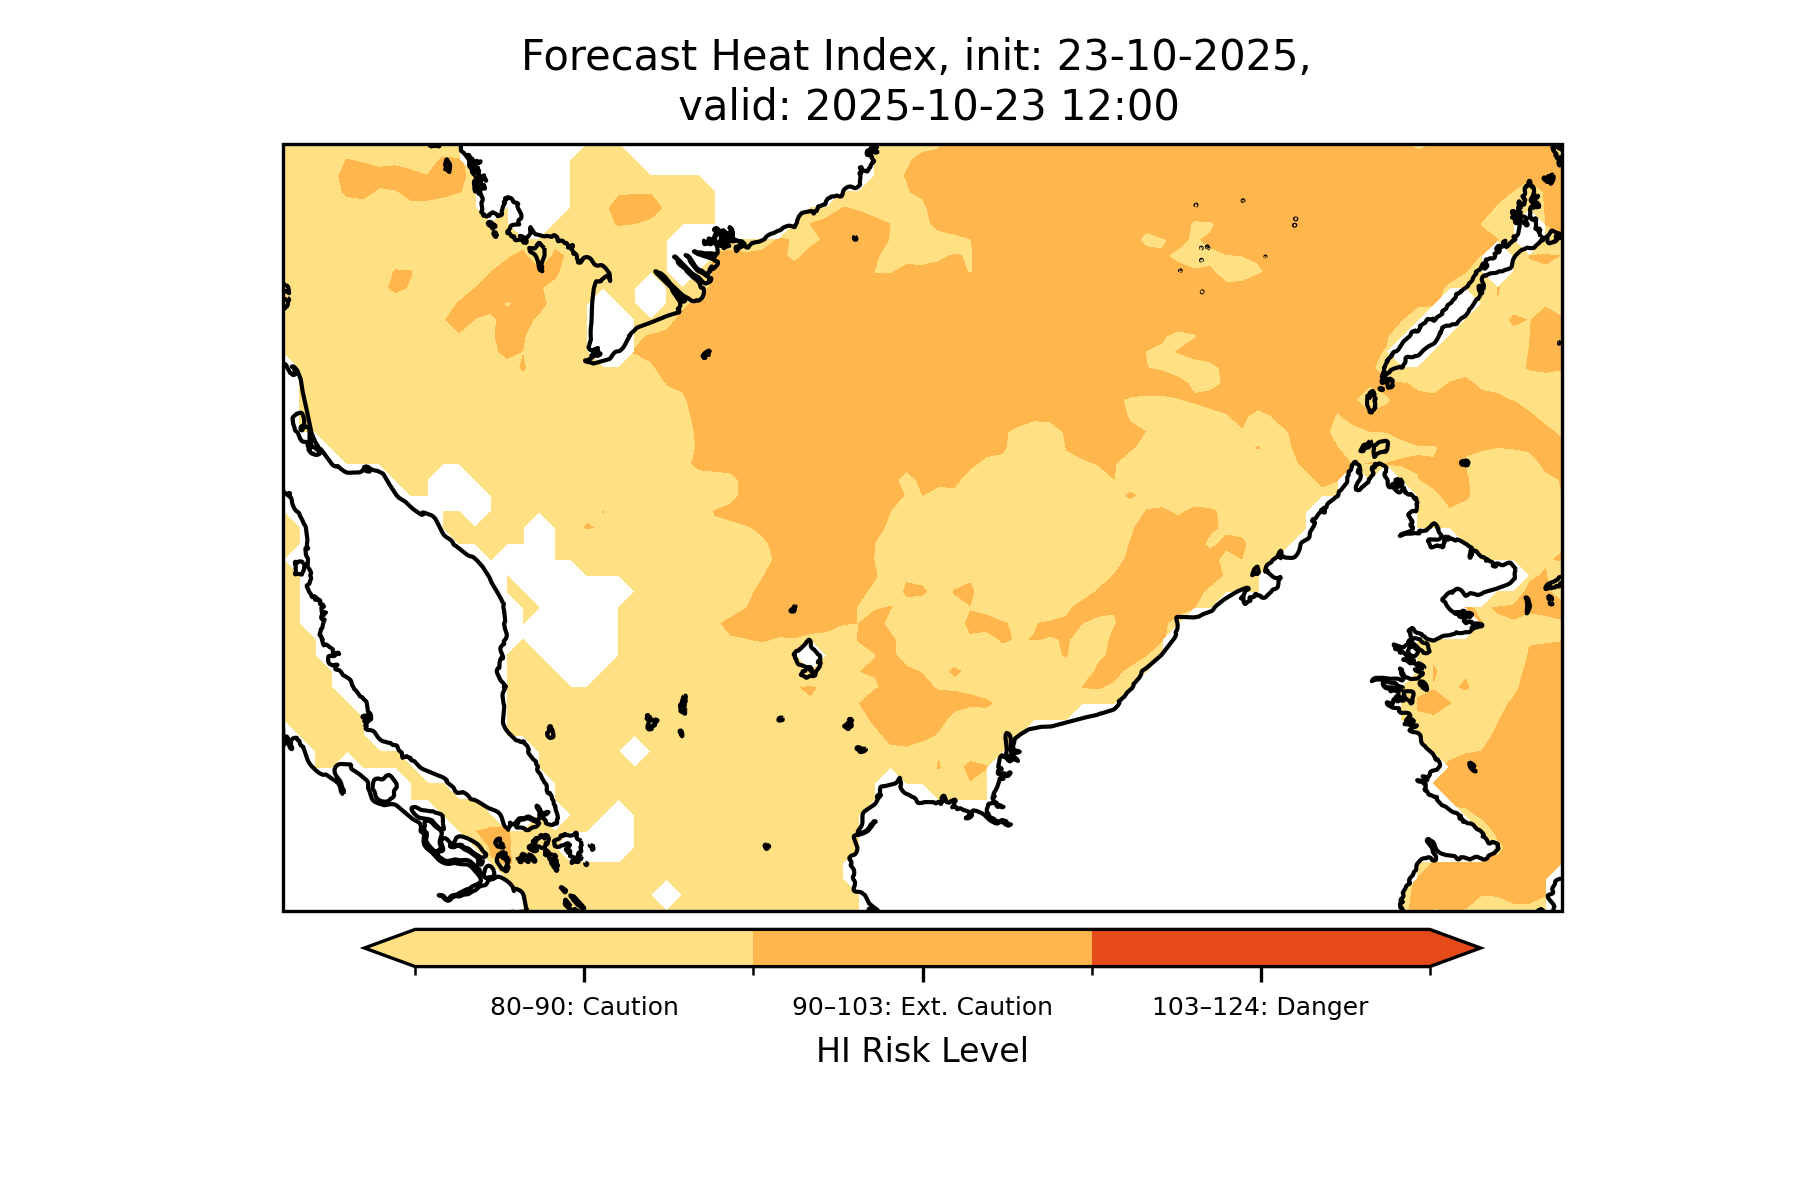 Forecast Heat Index, init: 23-10-2025,
valid: 2025-10-23 12:00
80–90: Caution
90–103: Ext. Caution
103–124: Danger
HI Risk Level